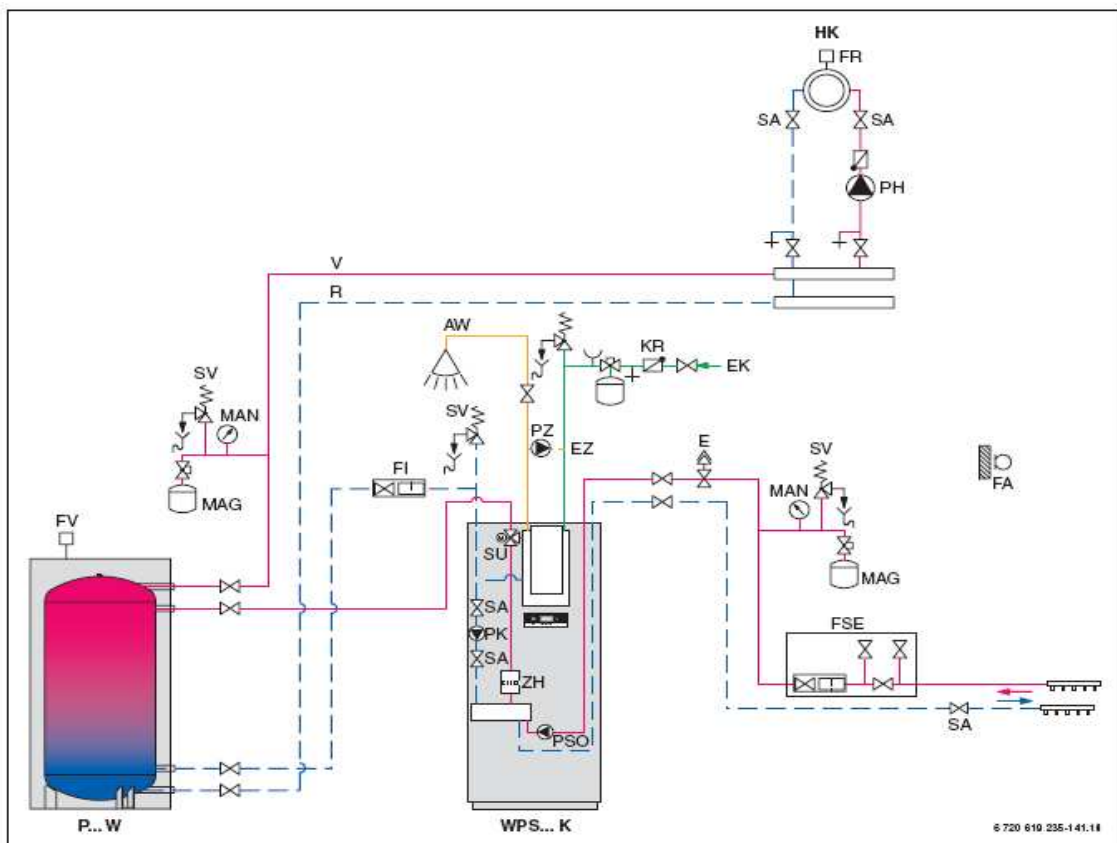 HK
FR
SA
SA
PH
V
R
AW
KR
EK
SV
MAN
SV
PZ
EZ
E
SV
FI
MAN
FA
MAG
FV
SU
MAG
SA
FSE
PK
SA
ZH
PSO
SA
P... W
WPS... K
6 720 619 235-141.1